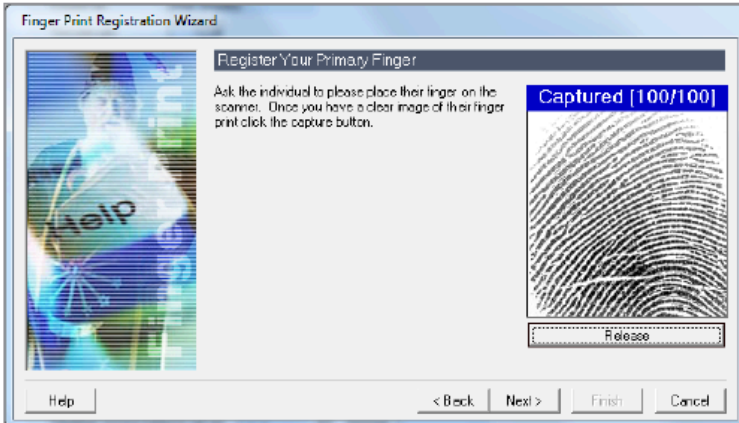 Finger Print Registration Wizard
Register Your Primary Finger
Ask the individual to please place their finger on the
scanner. Once you have a clear image of their finger
print click the capture button.
Captured [100/100]
Help
Finger Print
Release
Help
< Back
Next >
Finish
Cancel